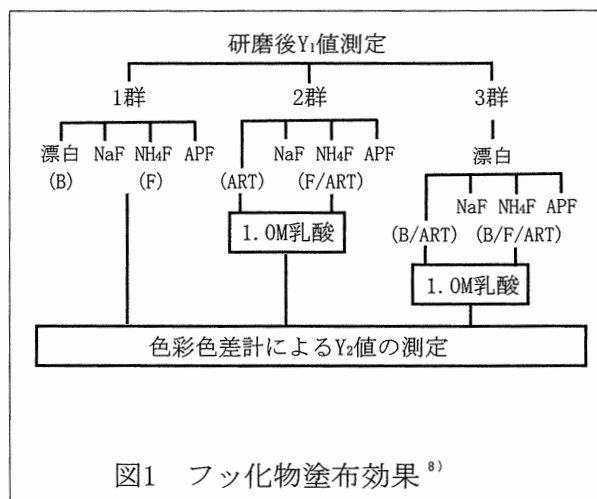 研磨後Y₁値測定
1群 2群 3群
漂白 NaF NH₄F APF NaF NH₄F APF 漂白
(B) (F) (ART) (F/ART)
NaF NH₄F APF
(B/ART) (B/F/ART)
1.0M乳酸
1.0M乳酸
色彩色差計によるY₂値の測定
図1 フッ化物塗布効果⁸⁾